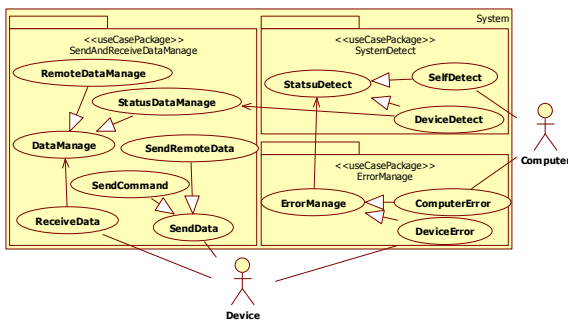 System
<<useCasePackage>>
SendAndReceiveDataManage
RemoteDataManage
StatusDataManage
DataManage
SendRemoteData
SendCommand
ReceiveData
SendData
<<useCasePackage>>
SystemDetect
StatsuDetect
SelfDetect
DeviceDetect
<<useCasePackage>>
ErrorManage
ErrorManage
ComputerError
DeviceError
Computer
Device